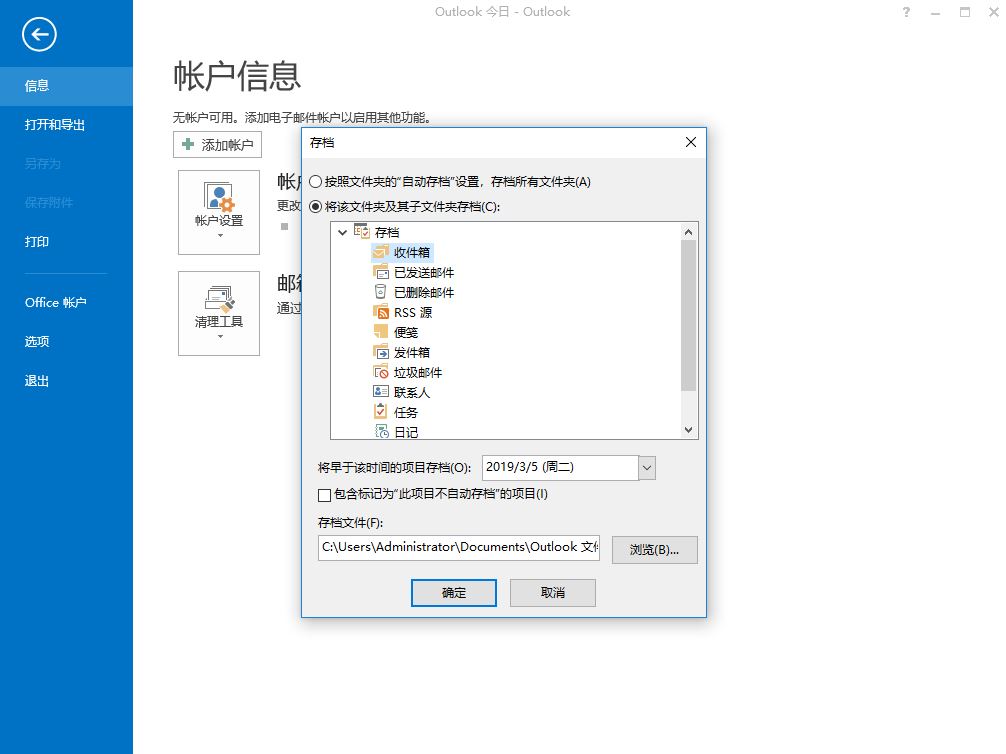 Outlook 今日 - Outlook
?
信息
打开和导出
另存为
保存附件
打印
Office 帐户
选项
退出
帐户信息
无帐户可用。添加电子邮件帐户以启用其他功能。
添加帐户
帐户设置
帐
更改
清理工具
邮
通过
存档
按照文件夹的“自动存档”设置，存档所有文件夹(A)
将该文件夹及其子文件夹存档(C):
存档
收件箱
已发送邮件
已删除邮件
RSS 源
便笺
发件箱
垃圾邮件
联系人
任务
日记
将早于该时间的项目存档(O):
2019/3/5 (周二)
包含标记为“此项目不自动存档”的项目(I)
存档文件(F):
C:\Users\Administrator\Documents\Outlook 文
浏览(B)...
确定
取消